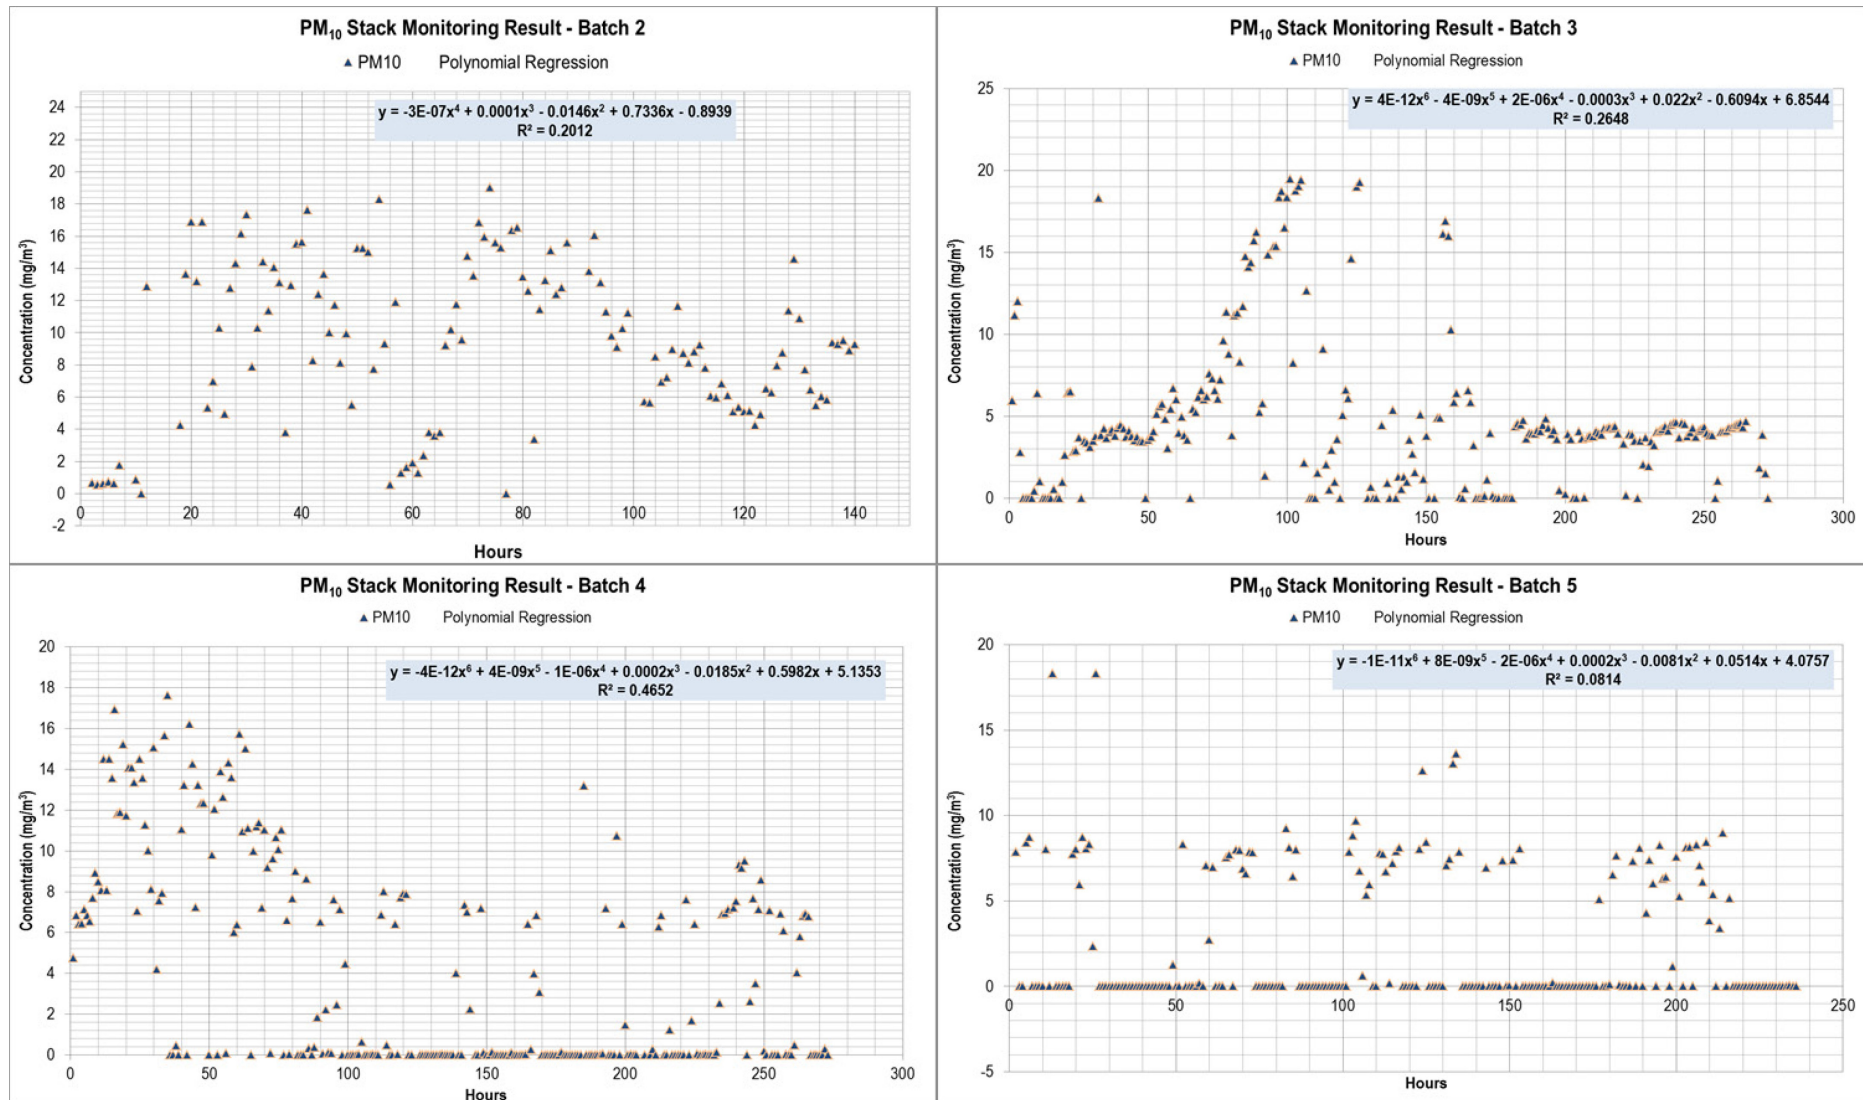 PM₁₀ Stack Monitoring Result - Batch 2
PM10 Polynomial Regression
y = -3E-07x⁴ + 0.0001x³ - 0.0146x² + 0.7336x - 0.8939
R² = 0.2012
Concentration (mg/m³)
24
22
20
18
16
14
12
10
8
6
4
2
0
-2
0 20 40 60 80 100 120 140
Hours
PM₁₀ Stack Monitoring Result - Batch 3
PM10 Polynomial Regression
y = 4E-12x⁶ - 4E-09x⁵ + 2E-06x⁴ - 0.0003x³ + 0.022x² - 0.6094x + 6.8544
R² = 0.2648
Concentration (mg/m³)
25
20
15
10
5
0
0 50 100 150 200 250 300
Hours
PM₁₀ Stack Monitoring Result - Batch 4
PM10 Polynomial Regression
y = -4E-12x⁶ + 4E-09x⁵ - 1E-06x⁴ + 0.0002x³ - 0.0185x² + 0.5982x + 5.1353
R² = 0.4652
Concentration (mg/m³)
20
18
16
14
12
10
8
6
4
2
0
0 50 100 150 200 250 300
Hours
PM₁₀ Stack Monitoring Result - Batch 5
PM10 Polynomial Regression
y = -1E-11x⁶ + 8E-09x⁵ - 2E-06x⁴ + 0.0002x³ - 0.0081x² + 0.0514x + 4.0757
R² = 0.0814
Concentration (mg/m³)
20
15
10
5
0
-5
0 50 100 150 200 250
Hours